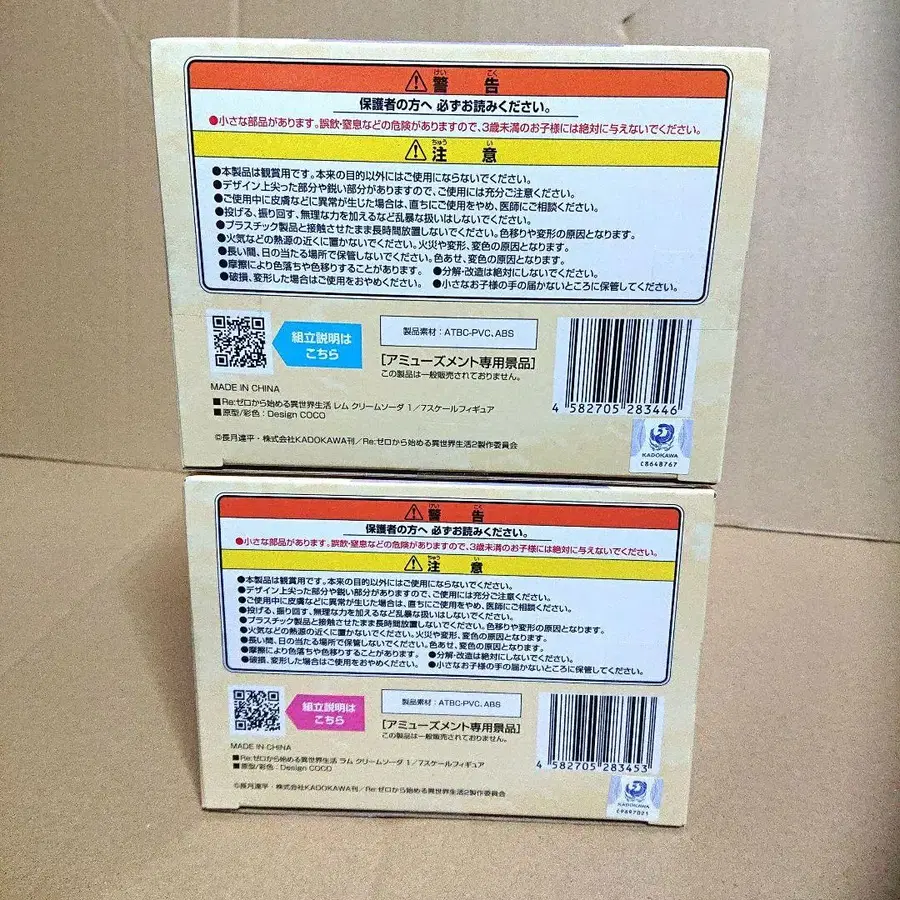 けい こく
⚠警 告
保護者の方へ 必ずお読みください。
●小さな部品があります。誤飲・窒息などの危険がありますので、3歳未満のお子様には絶対に与えないでください。
ちゅう い
⚠注 意
●本製品は観賞用です。本来の目的以外にはご使用にならないでください。
●デザイン上尖った部分や鋭い部分がありますので、ご使用には充分ご注意ください。
●ご使用中に皮膚などに異常が生じた場合は、直ちにご使用をやめ、医師にご相談ください。
●投げる、振り回す、無理な力を加えるなど乱暴な扱いはしないでください。
●プラスチック製品と接触させたまま長時間放置しないでください。色移りや変形の原因となります。
●火気などの熱源の近くに置かないでください。火災や変形、変色の原因となります。
●長い間、日の当たる場所で保管しないでください。色あせ、変色の原因となります。
●摩擦により色落ちや色移りすることがあります。 ●分解・改造は絶対にしないでください。
●破損、変形した場合はご使用をおやめください。 ●小さなお子様の手の届かないところに保管してください。
組立説明は
こちら
製品素材：ATBC-PVC、ABS
[アミューズメント専用景品]
この製品は一般販売されておりません。
4 582705 283446
MADE IN CHINA
■Re:ゼロから始める異世界生活 レム クリームソーダ 1／7スケールフィギュア
■原型/彩色：Design COCO
©長月達平・株式会社KADOKAWA刊／Re:ゼロから始める異世界生活2製作委員会
KADOKAWA
C8648767
けい こく
⚠警 告
保護者の方へ 必ずお読みください。
●小さな部品があります。誤飲・窒息などの危険がありますので、3歳未満のお子様には絶対に与えないでください。
ちゅう い
⚠注 意
●本製品は観賞用です。本来の目的以外にはご使用にならないでください。
●デザイン上尖った部分や鋭い部分がありますので、ご使用には充分ご注意ください。
●ご使用中に皮膚などに異常が生じた場合は、直ちにご使用をやめ、医師にご相談ください。
●投げる、振り回す、無理な力を加えるなど乱暴な扱いはしないでください。
●プラスチック製品と接触させたまま長時間放置しないでください。色移りや変形の原因となります。
●火気などの熱源の近くに置かないでください。火災や変形、変色の原因となります。
●長い間、日の当たる場所で保管しないでください。色あせ、変色の原因となります。
●摩擦により色落ちや色移りすることがあります。 ●分解・改造は絶対にしないでください。
●破損、変形した場合はご使用をおやめください。 ●小さなお子様の手の届かないところに保管してください。
組立説明は
こちら
製品素材：ATBC-PVC、ABS
[アミューズメント専用景品]
この製品は一般販売されておりません。
4 582705 283453
MADE IN CHINA
■Re:ゼロから始める異世界生活 ラム クリームソーダ 1／7スケールフィギュア
■原型/彩色：Design COCO
©長月達平・株式会社KADOKAWA刊／Re:ゼロから始める異世界生活2製作委員会
KADOKAWA